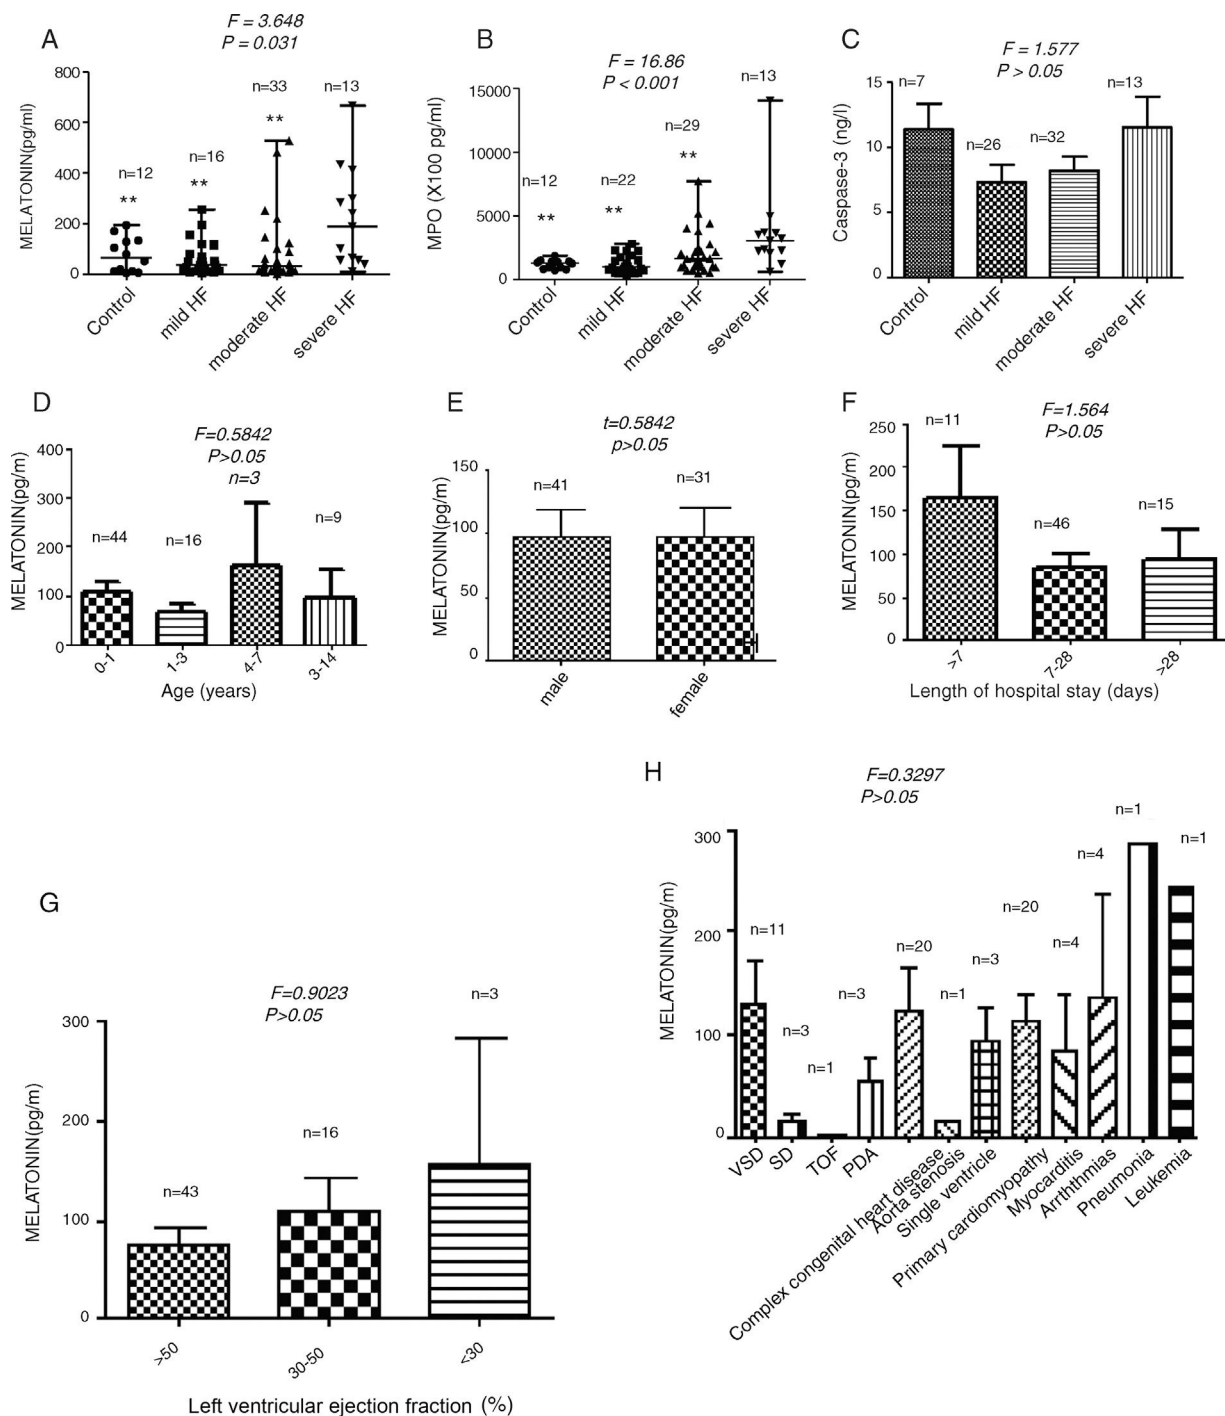 A
F = 3.648
P = 0.031
MELATONIN(pg/ml)
800
600
400
200
0
n=12
**
n=16
**
n=33
**
n=13
Control
mild HF
moderate HF
severe HF
B
F = 16.86
P < 0.001
MPO (X100 pg/ml)
15000
10000
5000
0
n=12
**
n=22
**
n=29
**
n=13
Control
mild HF
moderate HF
severe HF
C
F = 1.577
P > 0.05
Caspase-3 (ng/l)
15
10
5
0
n=7
n=26
n=32
n=13
Control
mild HF
moderate HF
severe HF
D
F=0.5842
P>0.05
n=3
MELATONIN(pg/m)
400
300
200
100
0
n=44
n=16
n=9
0-1
1-3
4-7
3-14
Age (years)
E
t=0.5842
p>0.05
MELATONIN(pg/m)
150
100
50
0
n=41
n=31
male
female
F
F=1.564
P>0.05
MELATONIN(pg/m)
250
200
150
100
50
0
n=11
n=46
n=15
>7
7-28
>28
Length of hospital stay (days)
G
F=0.9023
P>0.05
MELATONIN(pg/m)
300
200
100
0
n=43
n=16
n=3
>50
30-50
<30
Left ventricular ejection fraction (%)
H
F=0.3297
P>0.05
MELATONIN(pg/m)
300
200
100
0
n=11
n=3
n=1
n=3
n=20
n=1
n=3
n=20
n=4
n=4
n=1
n=1
VSD
SD
TOF
PDA
Complex congenital heart disease
Aorta stenosis
Single ventricle
Primary cardiomyopathy
Myocarditis
Arrhthmias
Pneumonia
Leukemia